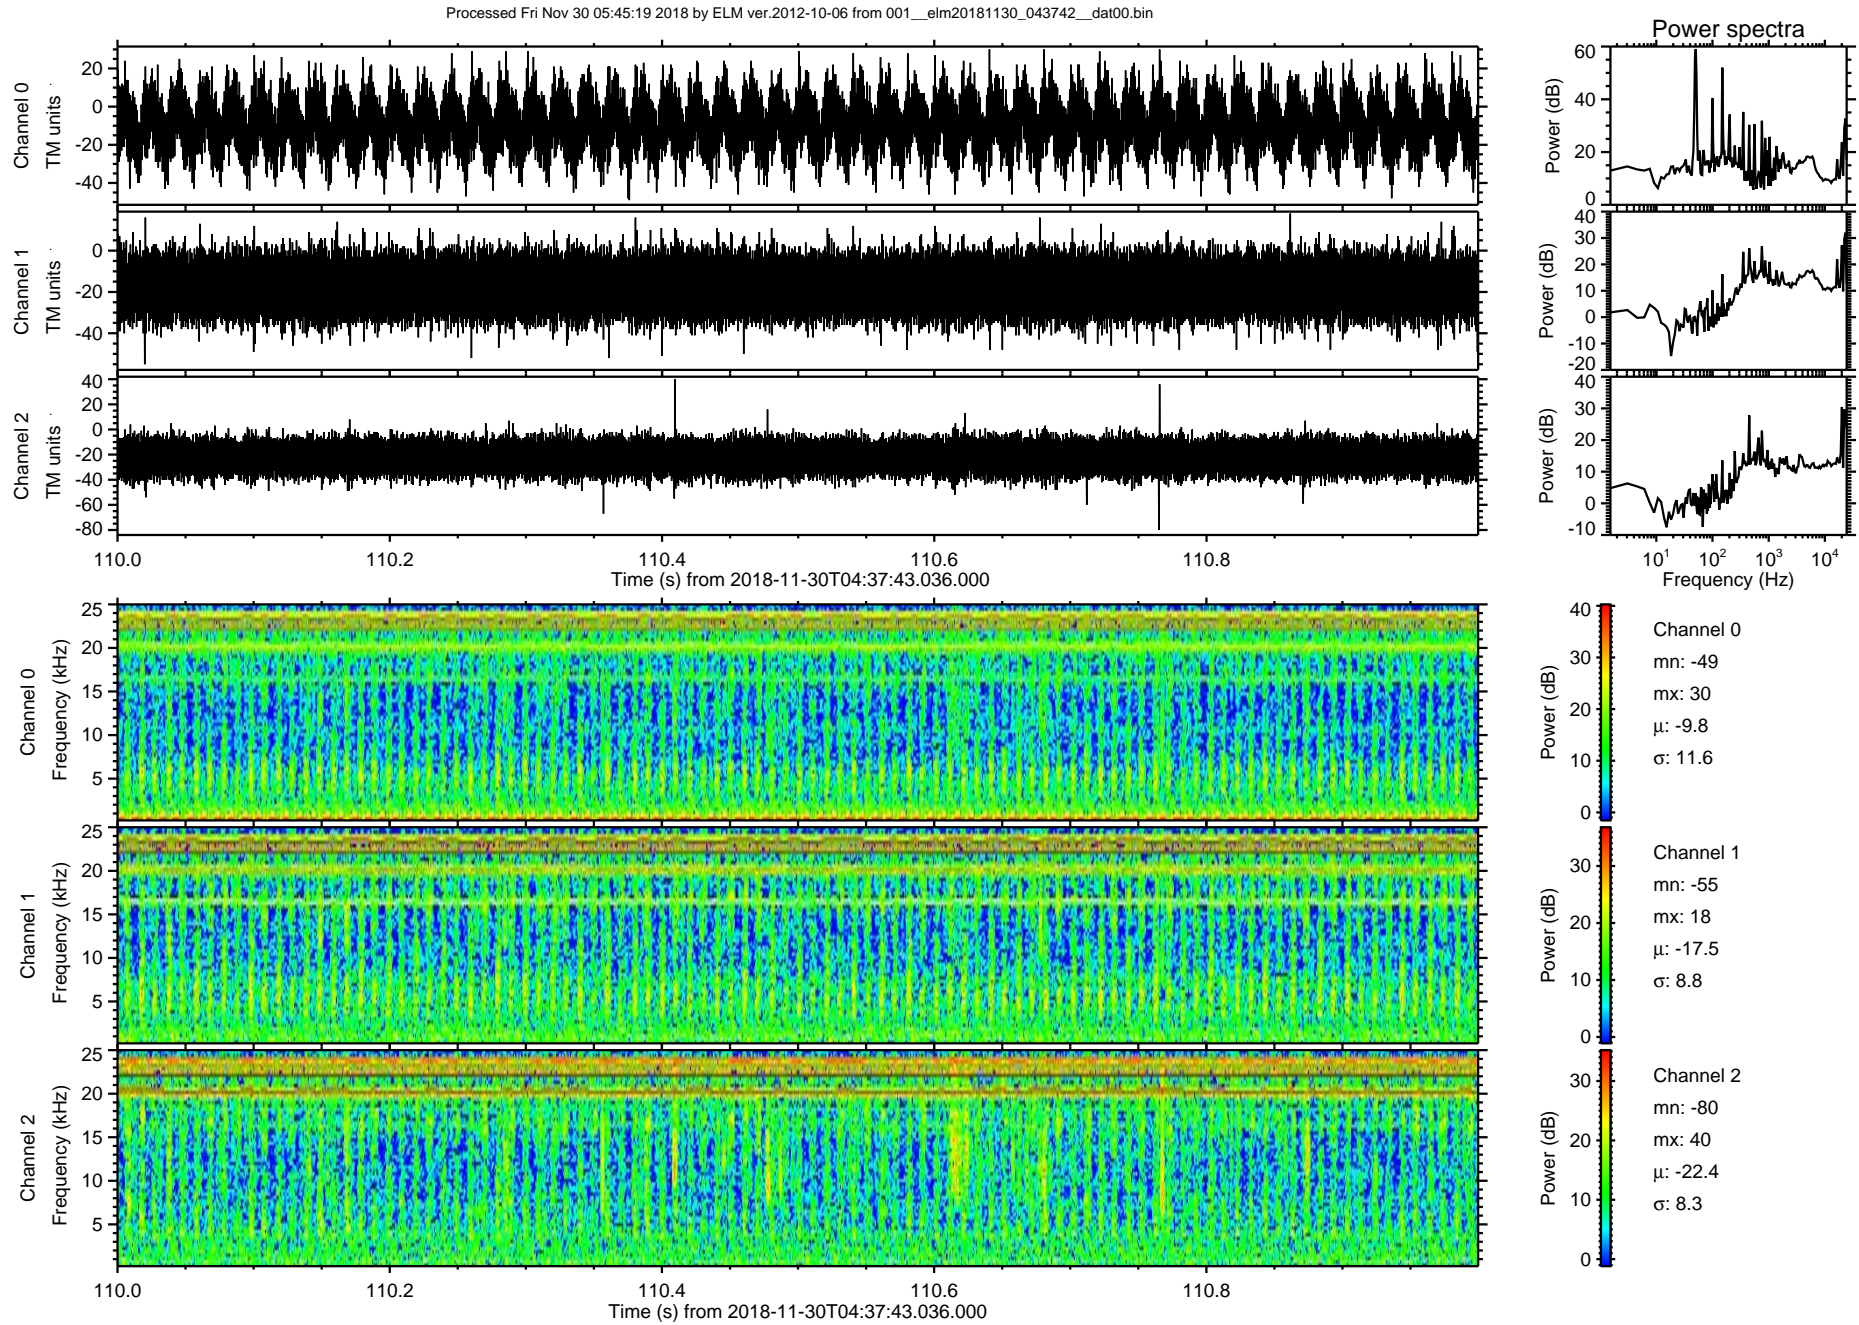 Processed Fri Nov 30 05:45:19 2018 by ELM ver.2012-10-06 from 001__elm20181130_043742__dat00.bin
Power spectra
Channel 0
TM units
20
0
-20
-40
Power (dB)
60
40
20
0
Channel 1
TM units
0
-20
-40
Power (dB)
40
30
20
10
0
-10
-20
Channel 2
TM units
40
20
0
-20
-40
-60
-80
Power (dB)
40
30
20
10
0
-10
110.0 110.2 110.4 110.6 110.8
Time (s) from 2018-11-30T04:37:43.036.000
10^1 10^2 10^3 10^4
Frequency (Hz)
Channel 0
Frequency (kHz)
25
20
15
10
5
Power (dB)
40
30
20
10
0
Channel 0
mn: -49
mx: 30
μ: -9.8
σ: 11.6
Channel 1
Frequency (kHz)
25
20
15
10
5
Power (dB)
30
20
10
0
Channel 1
mn: -55
mx: 18
μ: -17.5
σ: 8.8
Channel 2
Frequency (kHz)
25
20
15
10
5
Power (dB)
30
20
10
0
Channel 2
mn: -80
mx: 40
μ: -22.4
σ: 8.3
110.0 110.2 110.4 110.6 110.8
Time (s) from 2018-11-30T04:37:43.036.000